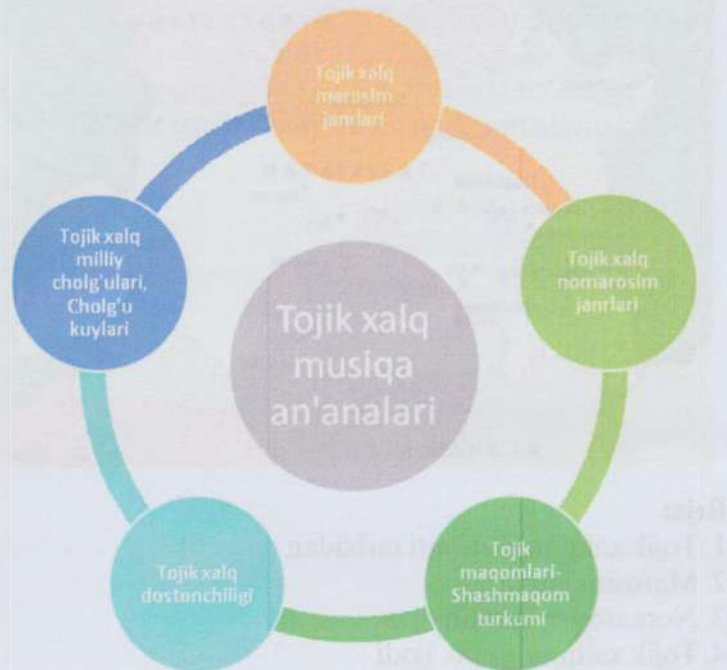 Tojik xalq
marosim
janrlari
Tojik xalq
nomarosim
janrlari
Tojik
maqomlari-
Shashmaqom
turkumi
Tojik xalq
dostonchiligi
Tojik xalq
milliy
cholg'ulari,
Cholg'u
kuylari
Tojik xalq
musiqa
an'analari